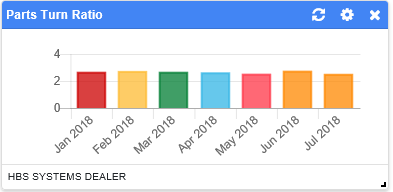 Parts Turn Ratio
4
2
0
Jan 2018
Feb 2018
Mar 2018
Apr 2018
May 2018
Jun 2018
Jul 2018
HBS SYSTEMS DEALER